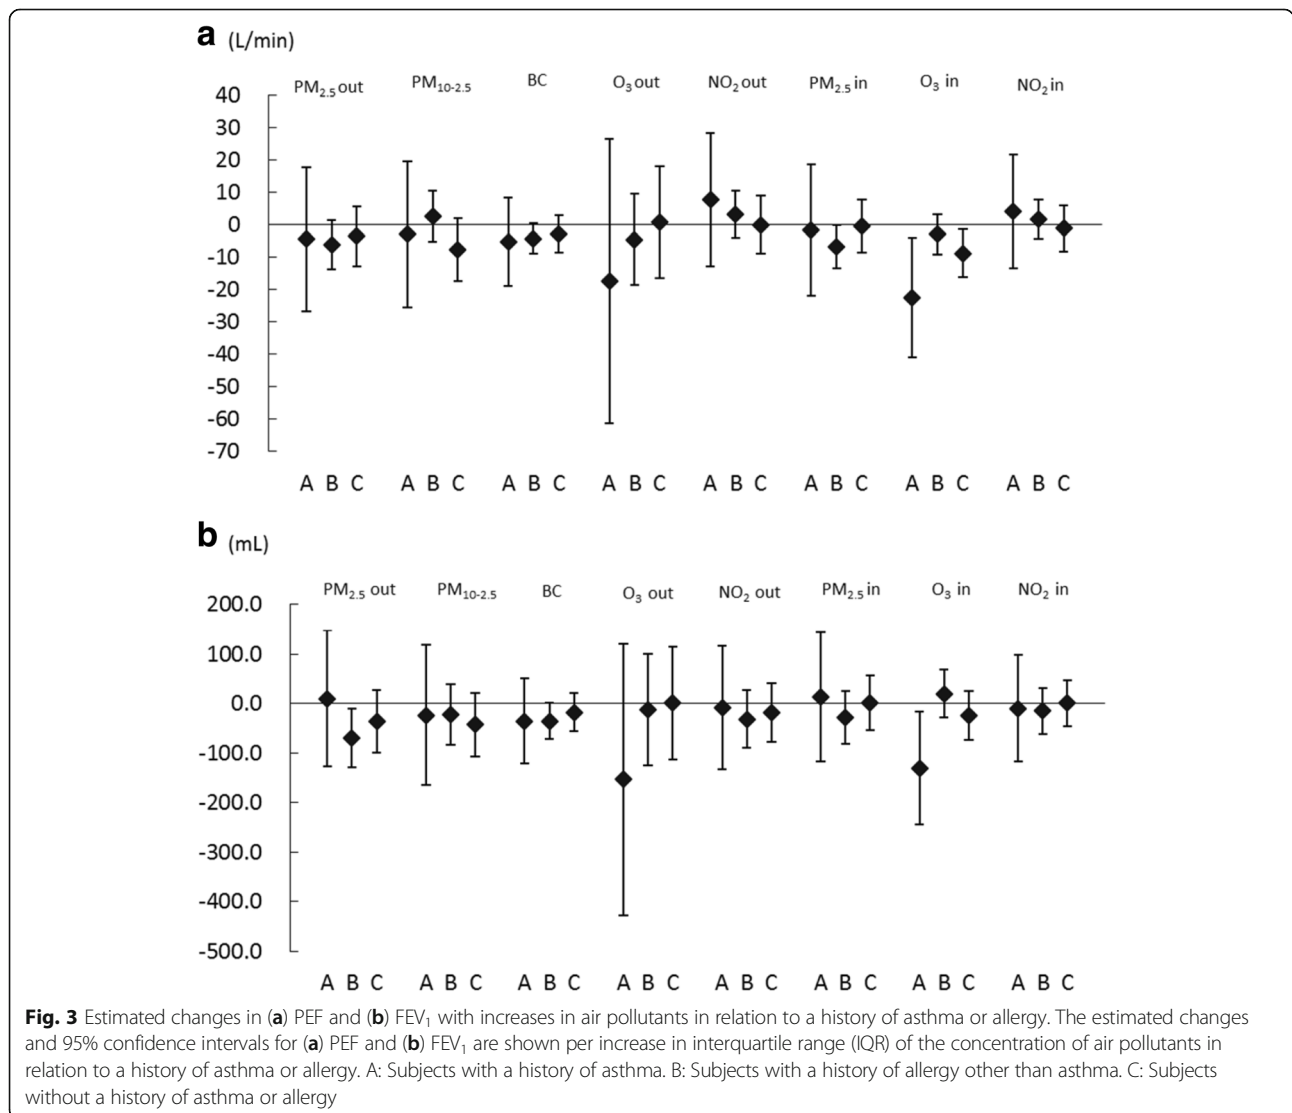 a (L/min)
PM2.5 out PM10-2.5 BC O3 out NO2 out PM2.5 in O3 in NO2 in
40
30
20
10
0
-10
-20
-30
-40
-50
-60
-70
A B C A B C A B C A B C A B C A B C A B C A B C
b (mL)
PM2.5 out PM10-2.5 BC O3 out NO2 out PM2.5 in O3 in NO2 in
200.0
100.0
0.0
-100.0
-200.0
-300.0
-400.0
-500.0
A B C A B C A B C A B C A B C A B C A B C A B C
Fig. 3 Estimated changes in (a) PEF and (b) FEV1 with increases in air pollutants in relation to a history of asthma or allergy. The estimated changes
and 95% confidence intervals for (a) PEF and (b) FEV1 are shown per increase in interquartile range (IQR) of the concentration of air pollutants in
relation to a history of asthma or allergy. A: Subjects with a history of asthma. B: Subjects with a history of allergy other than asthma. C: Subjects
without a history of asthma or allergy